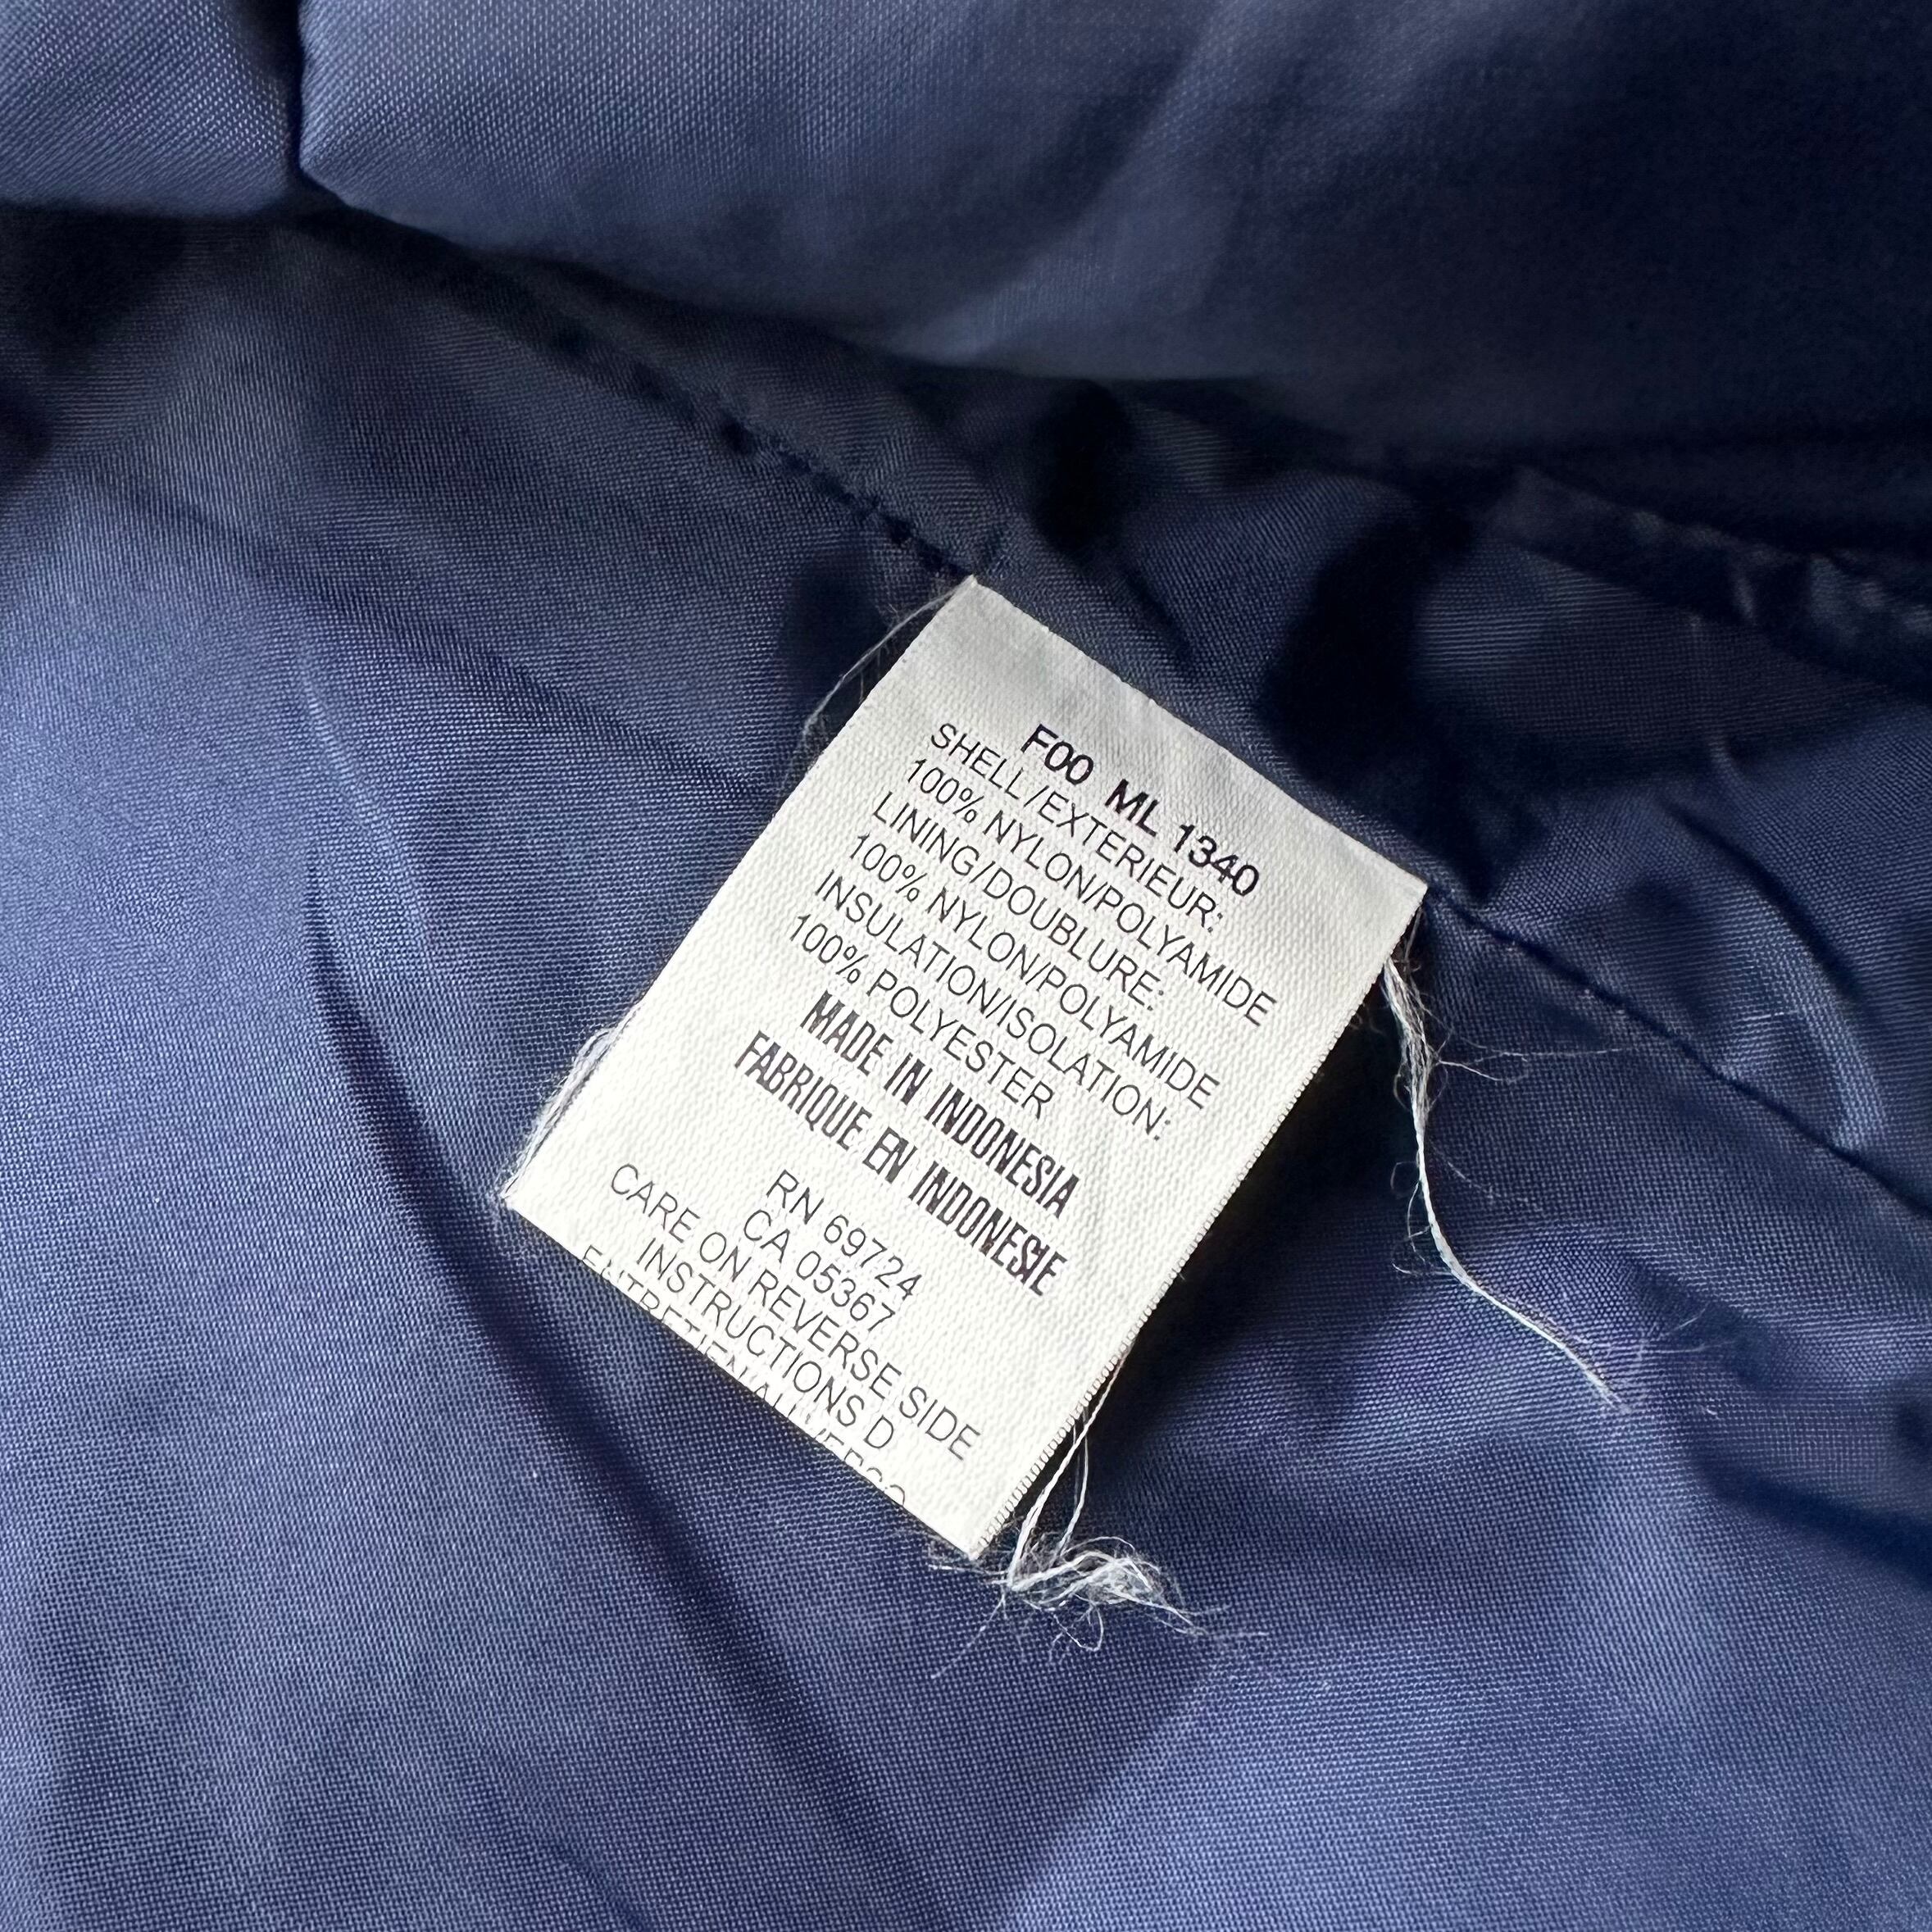 F00 ML 1340
SHELL/EXTERIEUR:
100% NYLON/POLYAMIDE
LINING/DOUBLURE:
100% NYLON/POLYAMIDE
INSULATION/ISOLATION:
100% POLYESTER
MADE IN INDONESIA
FABRIQUE EN INDONESIE
RN 69724
CA 05367
CARE ON REVERSE SIDE
INSTRUCTIONS D